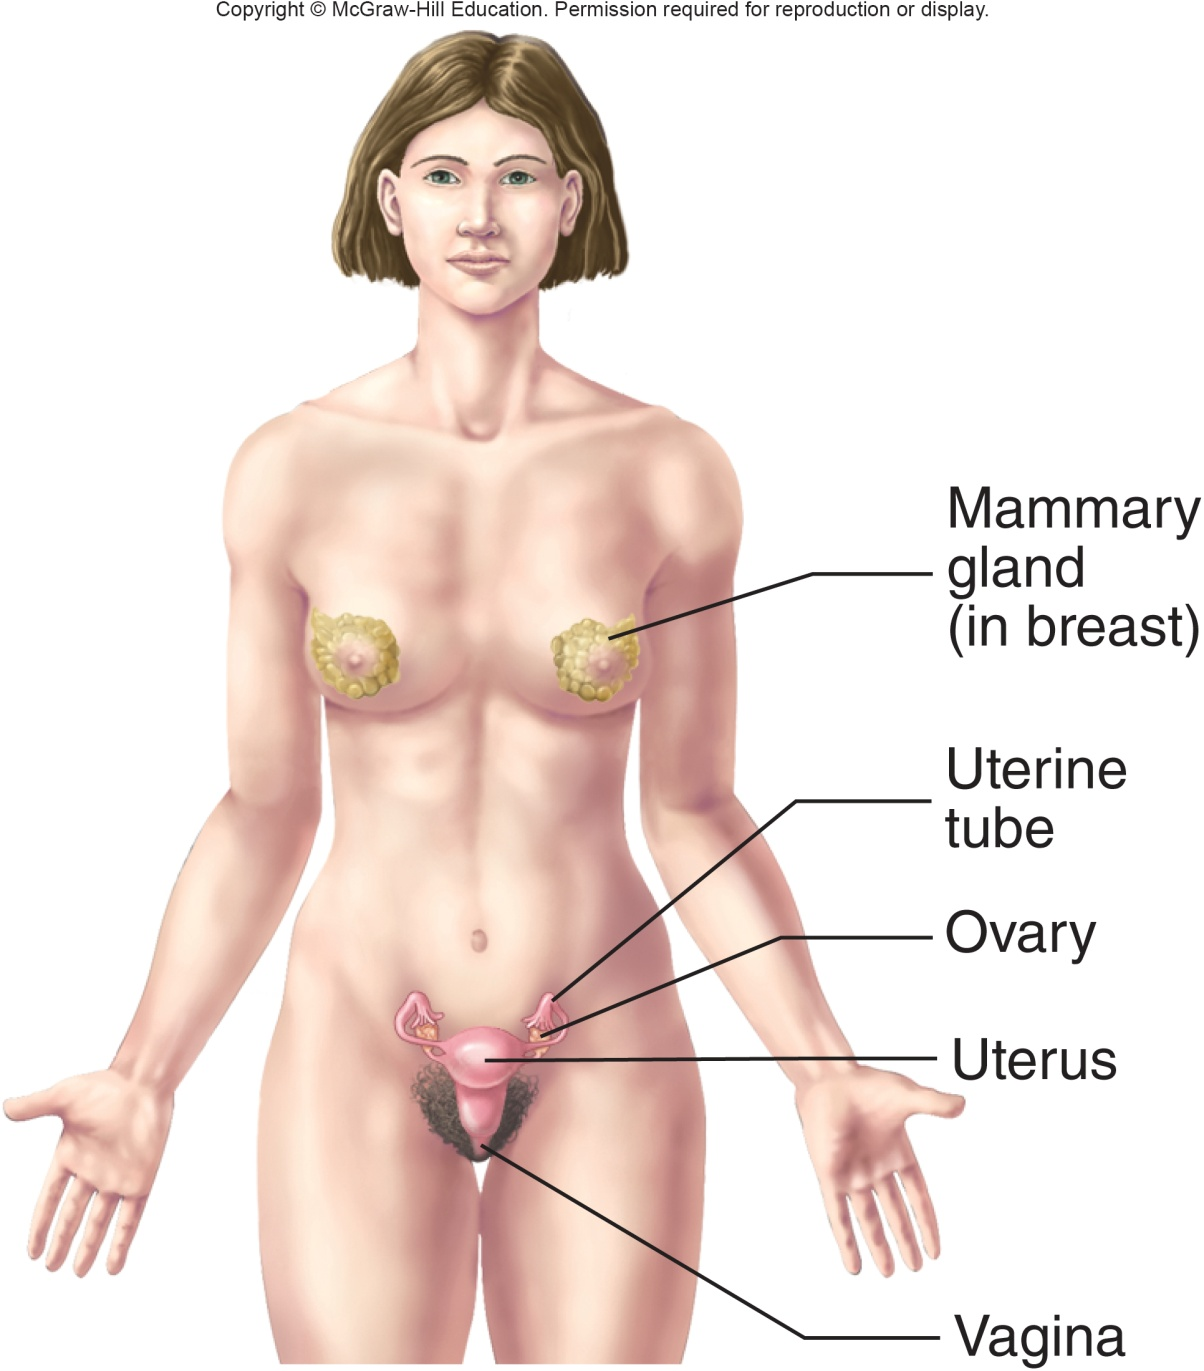 Copyright © McGraw-Hill Education. Permission required for reproduction or display.
Mammary
gland
(in breast)
Uterine
tube
Ovary
Uterus
Vagina